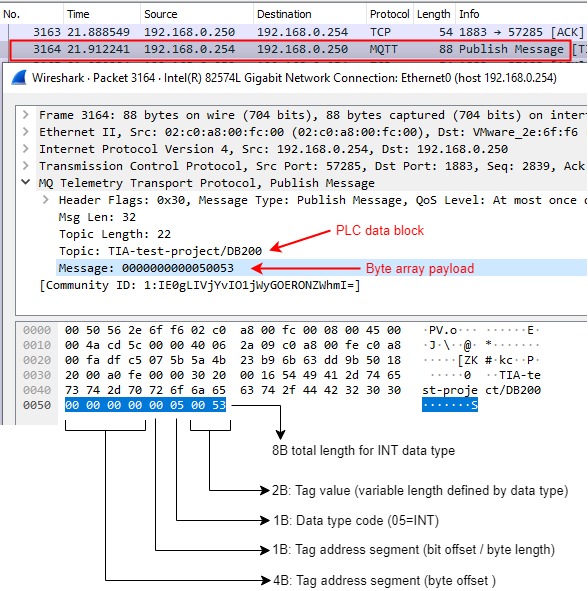 No. Time Source Destination Protocol Length Info
3163 21.888549 192.168.0.250 192.168.0.254 TCP 54 1883 → 57285 [ACK]
3164 21.912241 192.168.0.254 192.168.0.250 MQTT 88 Publish Message [T
Wireshark · Packet 3164 · Intel(R) 82574L Gigabit Network Connection: Ethernet0 (host 192.168.0.254)
Frame 3164: 88 bytes on wire (704 bits), 88 bytes captured (704 bits) on inter
Ethernet II, Src: 02:c0:a8:00:fc:00 (02:c0:a8:00:fc:00), Dst: VMware_2e:6f:f6
Internet Protocol Version 4, Src: 192.168.0.254, Dst: 192.168.0.250
Transmission Control Protocol, Src Port: 57285, Dst Port: 1883, Seq: 2839, Ack
MQ Telemetry Transport Protocol, Publish Message
Header Flags: 0x30, Message Type: Publish Message, QoS Level: At most once d
Msg Len: 32
Topic Length: 22
PLC data block
Topic: TIA-test-project/DB200
Message: 0000000000050053
Byte array payload
[Community ID: 1:IE0gLIVjYvIO1jWyGOERONZWhmI=]
0000 00 50 56 2e 6f f6 02 c0 a8 00 fc 00 08 00 45 00 ·PV.o··· ······E·
0010 00 4a cd 5c 00 00 40 06 2a 09 c0 a8 00 fe c0 a8 ·J·\··@· *·······
0020 00 fa df c5 07 5b 5a 4b 23 b9 6b 63 dd 9b 50 18 ·····[ZK #·kc··P·
0030 20 00 a0 fe 00 00 30 20 00 16 54 49 41 2d 74 65 ·····0 ··TIA-te
0040 73 74 2d 70 72 6f 6a 65 63 74 2f 44 42 32 30 30 st-proje ct/DB200
0050 00 00 00 00 00 05 00 53 ·······S
8B total length for INT data type
2B: Tag value (variable length defined by data type)
1B: Data type code (05=INT)
1B: Tag address segment (bit offset / byte length)
4B: Tag address segment (byte offset )